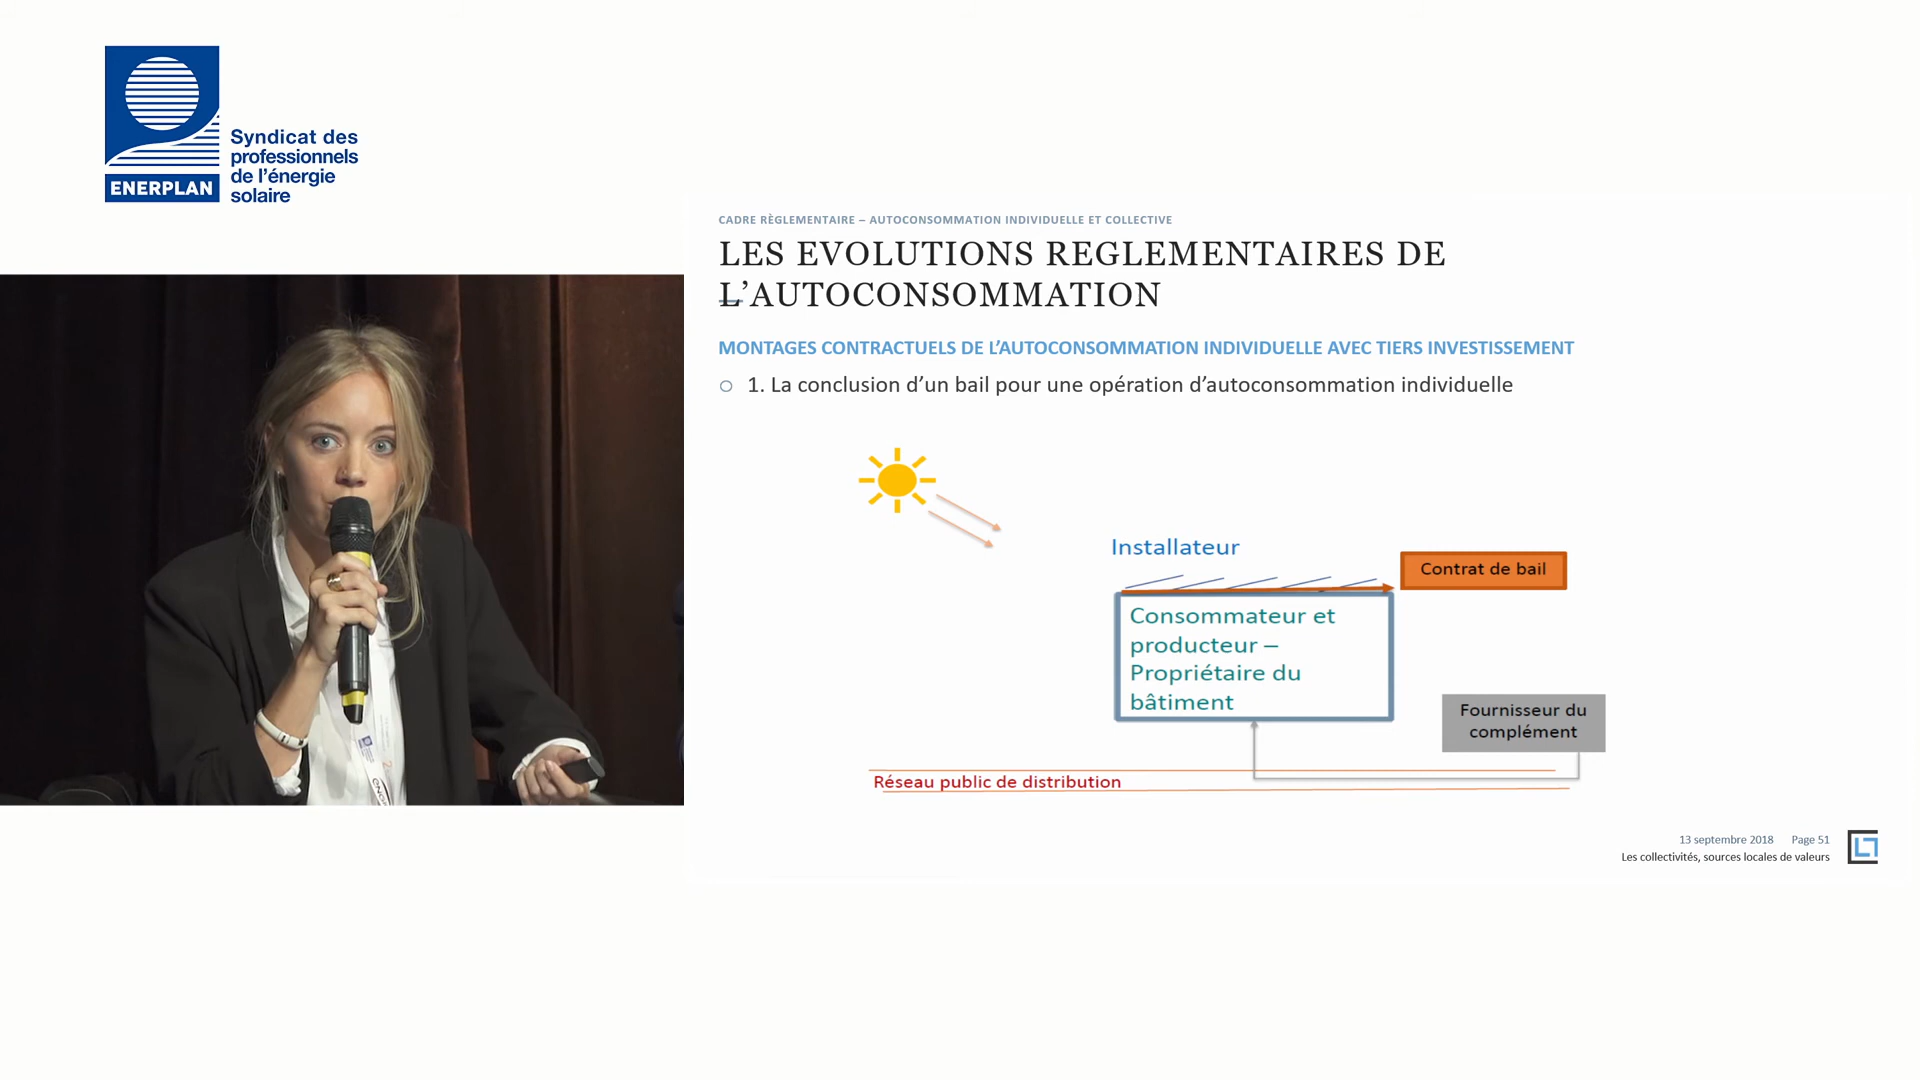 Syndicat des
professionnels
de l'énergie
solaire
ENERPLAN
CADRE RÈGLEMENTAIRE – AUTOCONSOMMATION INDIVIDUELLE ET COLLECTIVE
LES EVOLUTIONS REGLEMENTAIRES DE
L’AUTOCONSOMMATION
MONTAGES CONTRACTUELS DE L’AUTOCONSOMMATION INDIVIDUELLE AVEC TIERS INVESTISSEMENT
1. La conclusion d’un bail pour une opération d’autoconsommation individuelle
Installateur
Contrat de bail
Consommateur et
producteur –
Propriétaire du
bâtiment
Fournisseur du
complément
Réseau public de distribution
13 septembre 2018 Page 51
Les collectivités, sources locales de valeurs